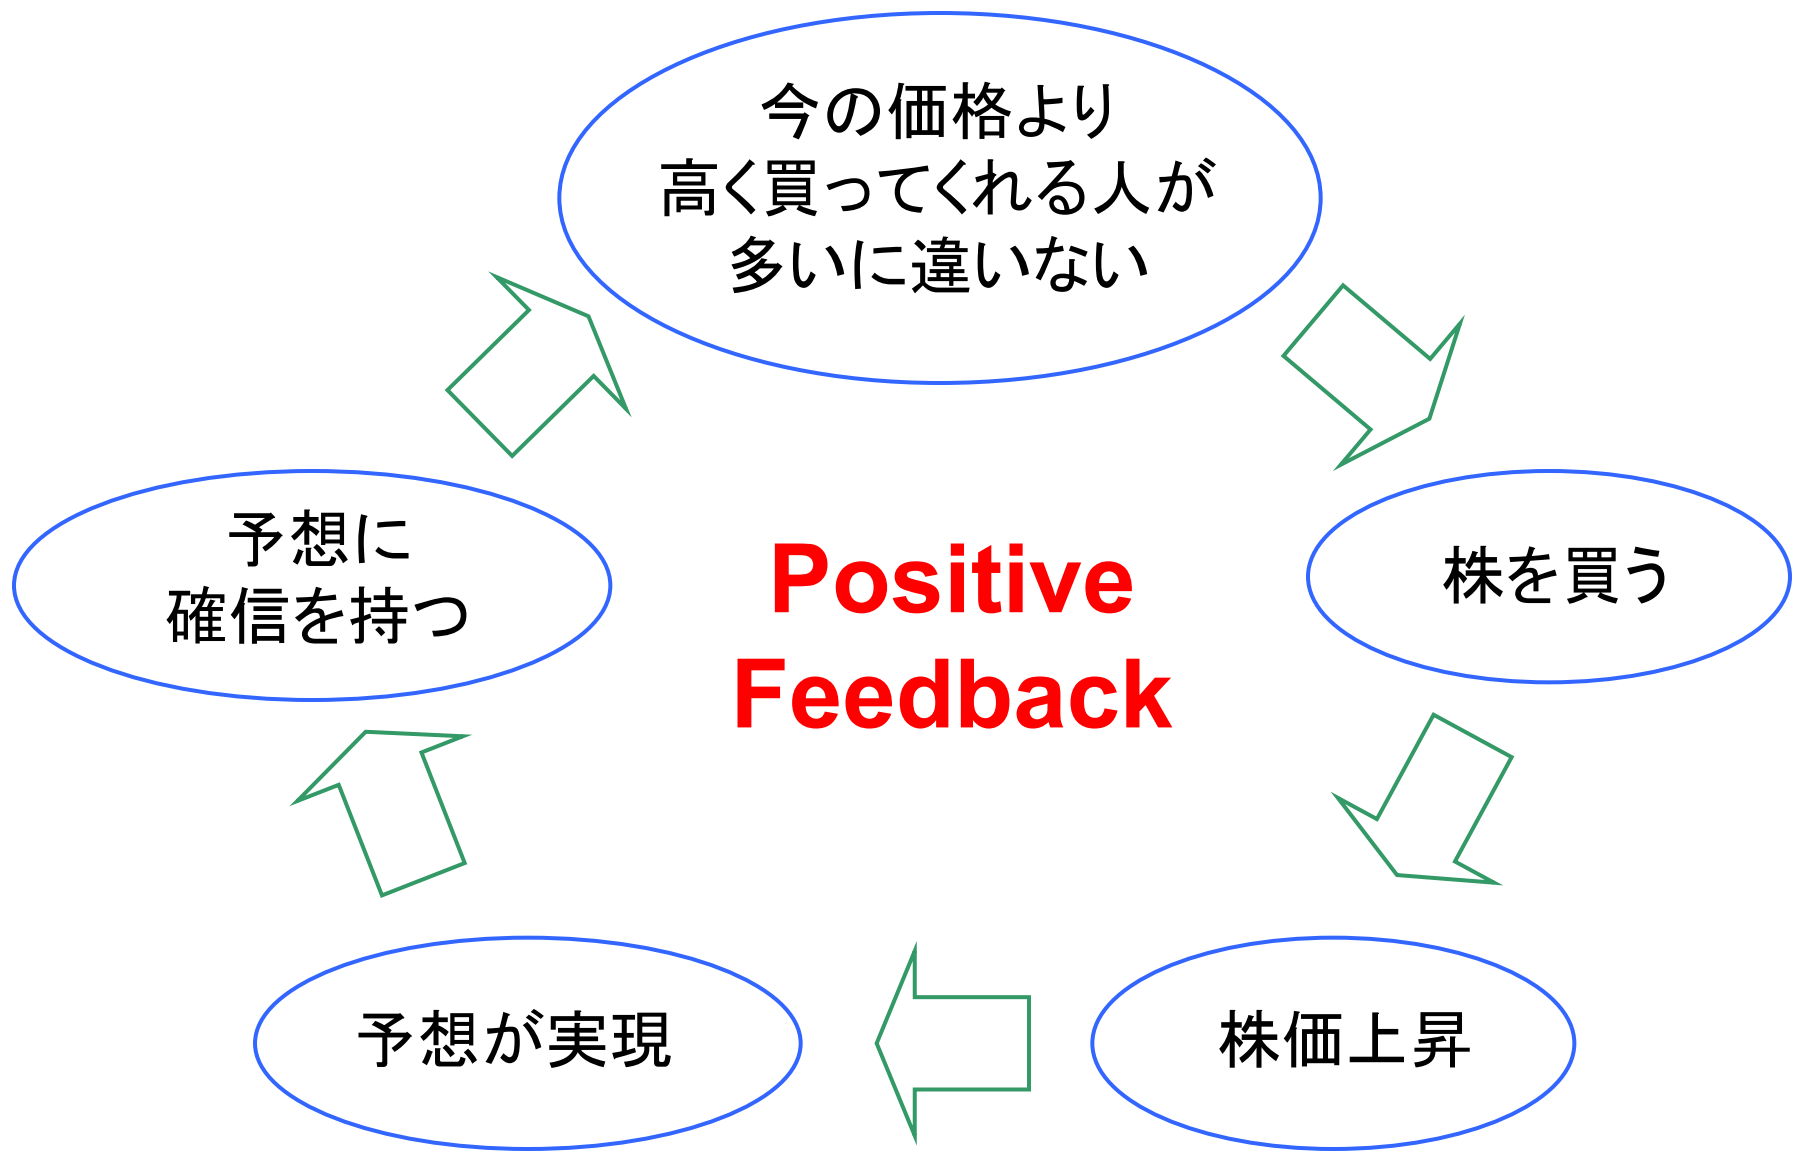 今の価格より
高く買ってくれる人が
多いに違いない
株を買う
株価上昇
予想が実現
予想に
確信を持つ
Positive
Feedback